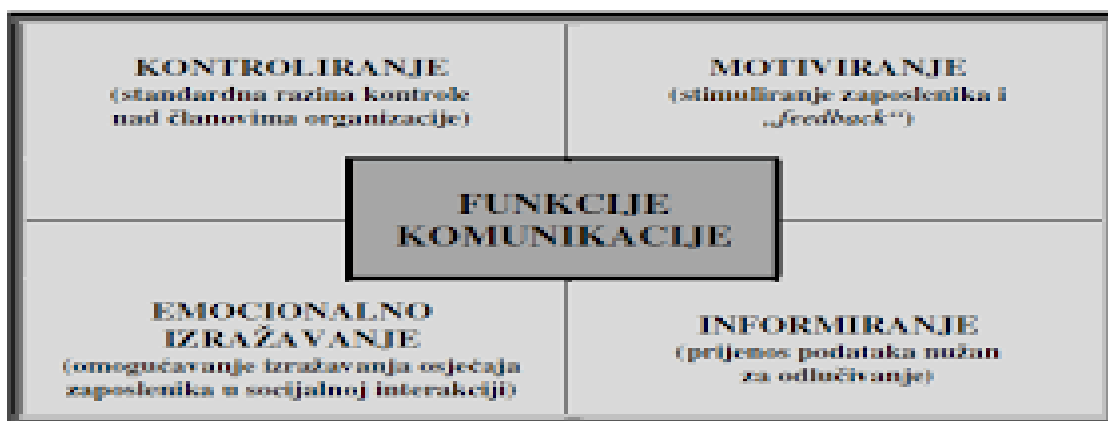 KONTROLIRANJE
(standardna razina kontrole
nad članovima organizacije)
MOTIVIRANJE
(stimuliranje zaposlenika i
„feedback“)
FUNKCIJE
KOMUNIKACIJE
EMOCIONALNO
IZRAŽAVANJE
(omogućavanje izražavanja osjećaja
zaposlenika u socijalnoj interakciji)
INFORMIRANJE
(prijenos podataka nužan
za odlučivanje)